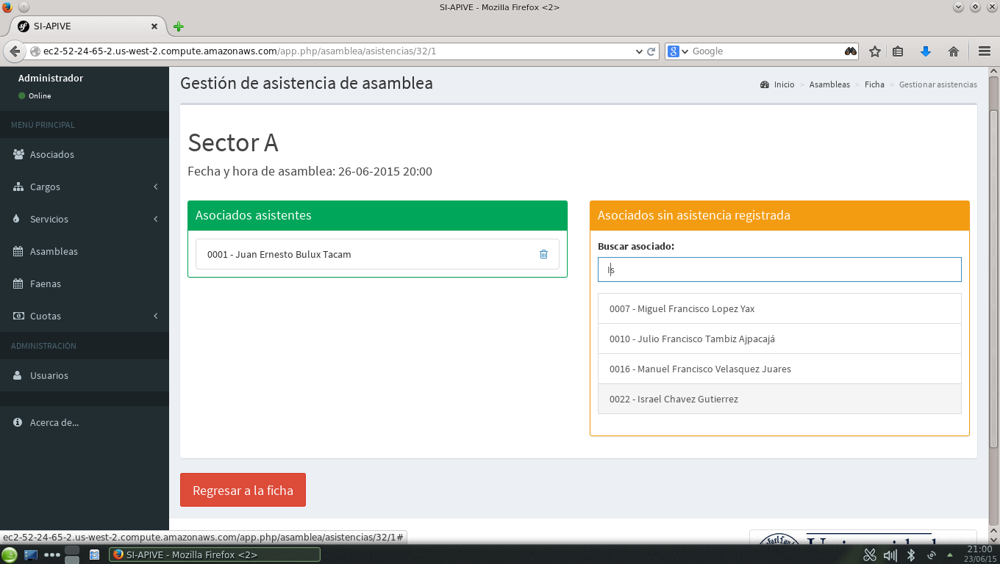 SI-APIVE - Mozilla Firefox <2>
SI-APIVE
ec2-52-24-65-2.us-west-2.compute.amazonaws.com/app.php/asamblea/asistencias/32/1
Google
Administrador
Online
MENÚ PRINCIPAL
Asociados
Cargos
Servicios
Asambleas
Faenas
Cuotas
ADMINISTRACIÓN
Usuarios
Acerca de...
Gestión de asistencia de asamblea
Inicio > Asambleas > Ficha > Gestionar asistencias
Sector A
Fecha y hora de asamblea: 26-06-2015 20:00
Asociados asistentes
0001 - Juan Ernesto Bulux Tacam
Asociados sin asistencia registrada
Buscar asociado:
Is
0007 - Miguel Francisco Lopez Yax
0010 - Julio Francisco Tambiz Ajpacajá
0016 - Manuel Francisco Velasquez Juares
0022 - Israel Chavez Gutierrez
Regresar a la ficha
ec2-52-24-65-2.us-west-2.compute.amazonaws.com/app.php/asamblea/asistencias/32/1#
SI-APIVE - Mozilla Firefox <2>
21:00
23/06/15